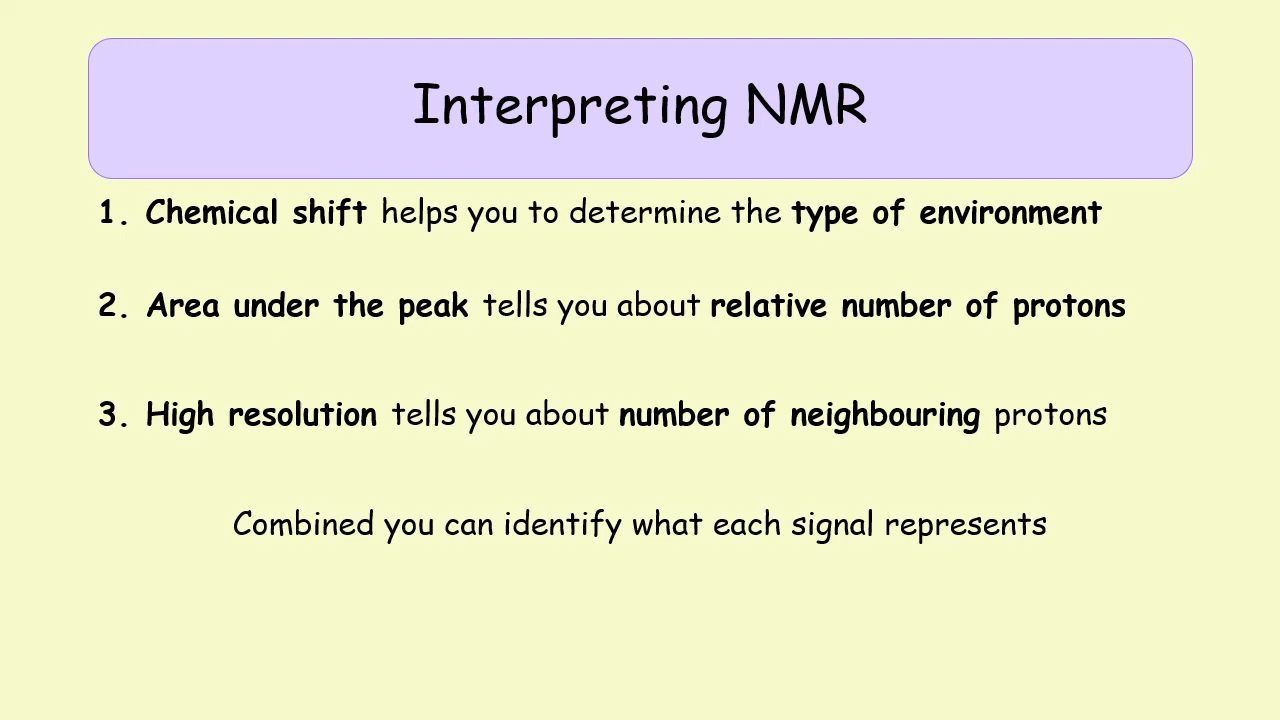 Interpreting NMR
1. Chemical shift helps you to determine the type of environment
2. Area under the peak tells you about relative number of protons
3. High resolution tells you about number of neighbouring protons
Combined you can identify what each signal represents